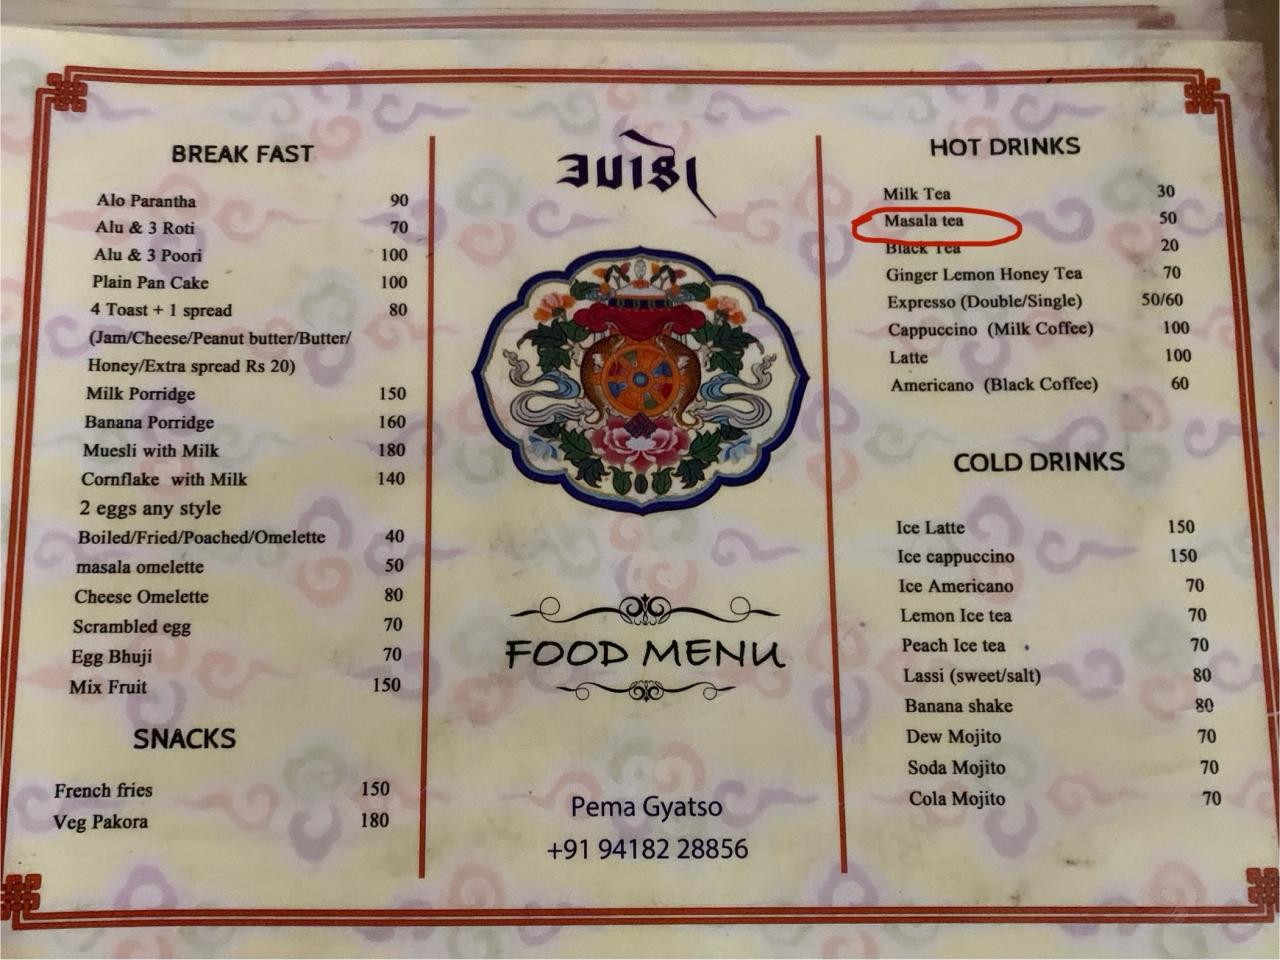 BREAK FAST
Alo Parantha 90
Alu & 3 Roti 70
Alu & 3 Poori 100
Plain Pan Cake 100
4 Toast + 1 spread 80
(Jam/Cheese/Peanut butter/Butter/
Honey/Extra spread Rs 20)
Milk Porridge 150
Banana Porridge 160
Muesli with Milk 180
Cornflake with Milk 140
2 eggs any style
Boiled/Fried/Poached/Omelette 40
masala omelette 50
Cheese Omelette 80
Scrambled egg 70
Egg Bhuji 70
Mix Fruit 150
SNACKS
French fries 150
Veg Pakora 180
FOOD MENU
Pema Gyatso
+91 94182 28856
HOT DRINKS
Milk Tea 30
Masala tea 50
Black Tea 20
Ginger Lemon Honey Tea 70
Expresso (Double/Single) 50/60
Cappuccino (Milk Coffee) 100
Latte 100
Americano (Black Coffee) 60
COLD DRINKS
Ice Latte 150
Ice cappuccino 150
Ice Americano 70
Lemon Ice tea 70
Peach Ice tea 70
Lassi (sweet/salt) 80
Banana shake 80
Dew Mojito 70
Soda Mojito 70
Cola Mojito 70